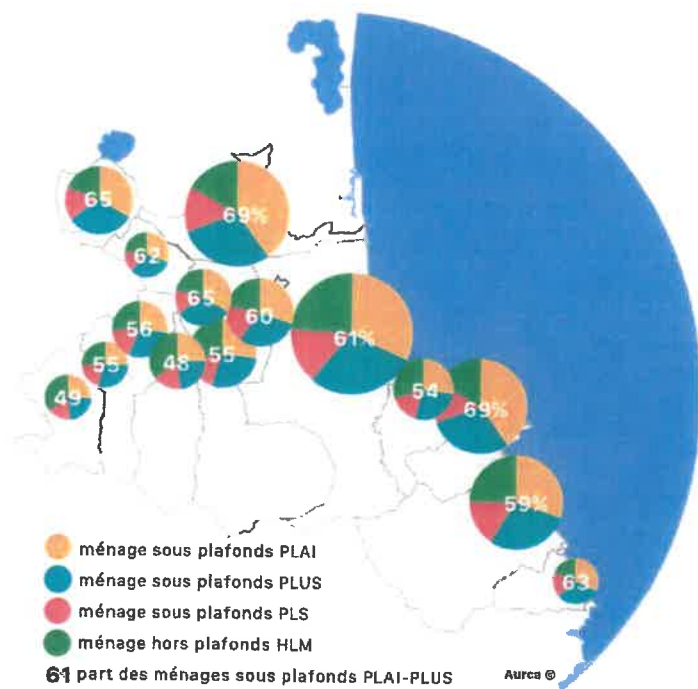 65
69%
62
65
60
56
61%
55
48
55
54
69%
49
59%
63
ménage sous plafonds PLAI
ménage sous plafonds PLUS
ménage sous plafonds PLS
ménage hors plafonds HLM
61 part des ménages sous plafonds PLAI-PLUS
Aurca ©